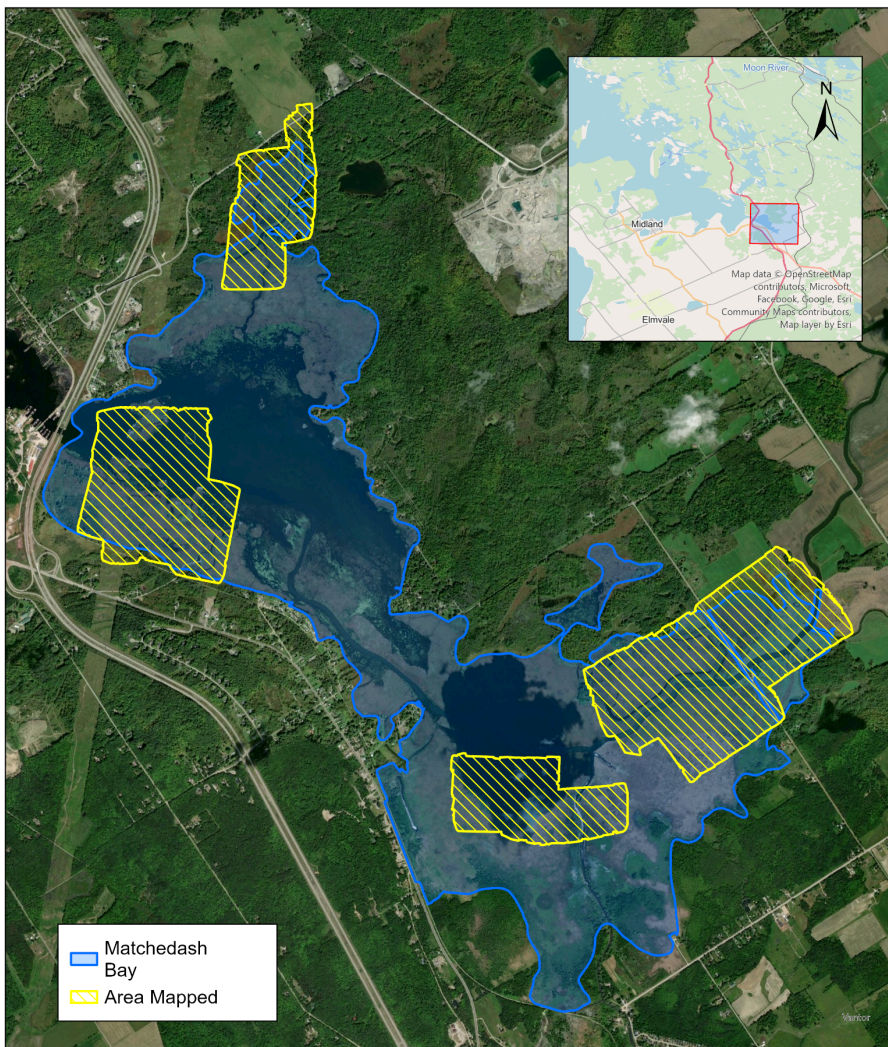 Moon River
N
Midland
Map data © OpenStreetMap
contributors, Microsoft,
Facebook, Google, Esri
Community Maps contributors,
Map layer by Esri
Elmvale
Matchedash
Bay
Area Mapped
Vantor